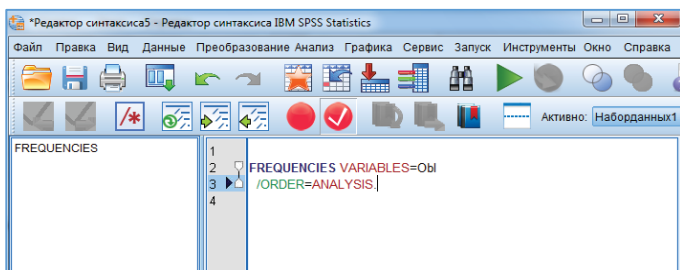 *Редактор синтаксиса5 - Редактор синтаксиса IBM SPSS Statistics
Файл Правка Вид Данные Преобразование Анализ Графика Сервис Запуск Инструменты Окно Справка
Активно: Наборданных1
FREQUENCIES
1
2 FREQUENCIES VARIABLES=Obl
3 /ORDER=ANALYSIS.
4